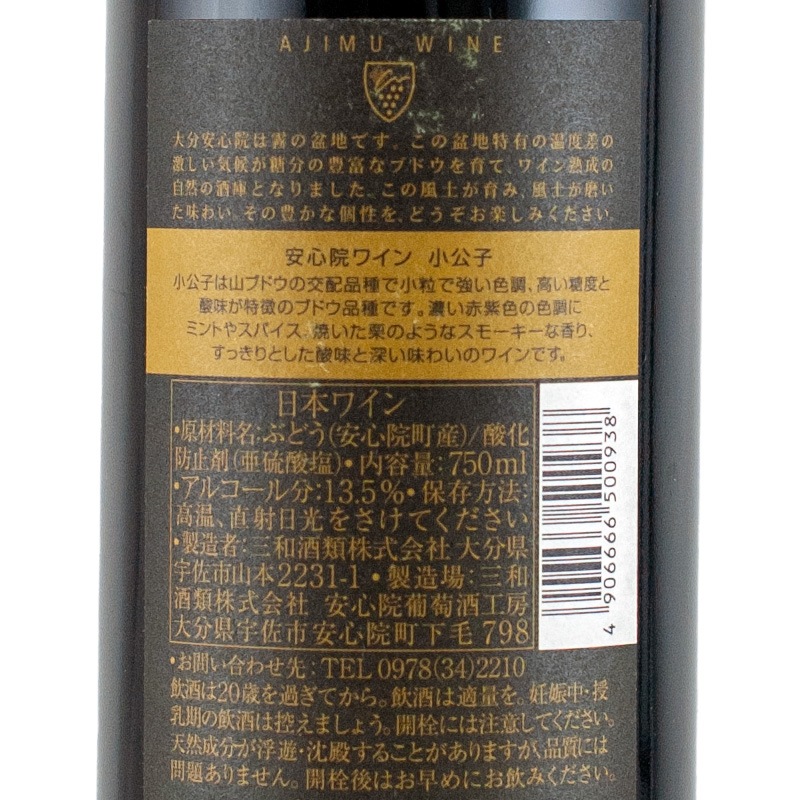 AJIMU WINE
大分安心院は霧の盆地です。この盆地特有の温度差の
激しい気候が糖分の豊富なブドウを育て、ワイン熟成の
自然の酒庫となりました。この風土が育み、風土が磨い
た味わい。その豊かな個性を、どうぞお楽しみください。
安心院ワイン 小公子
小公子は山ブドウの交配品種で小粒で強い色調、高い糖度と
酸味が特徴のブドウ品種です。濃い赤紫色の色調に
ミントやスパイス、焼いた栗のようなスモーキーな香り、
すっきりとした酸味と深い味わいのワインです。
日本ワイン
•原材料名:ぶどう(安心院町産)/酸化
防止剤(亜硫酸塩)•内容量:750ml
•アルコール分:13.5%•保存方法:
高温、直射日光をさけてください
•製造者:三和酒類株式会社 大分県
宇佐市山本2231-1•製造場:三和
酒類株式会社 安心院葡萄酒工房
大分県宇佐市安心院町下毛798
4 906666 500938
•お問い合わせ先:TEL 0978(34)2210
飲酒は20歳を過ぎてから。飲酒は適量を。妊娠中・授
乳期の飲酒は控えましょう。開栓には注意してください。
天然成分が浮遊・沈殿することがありますが、品質には
問題ありません。開栓後はお早めにお飲みください。